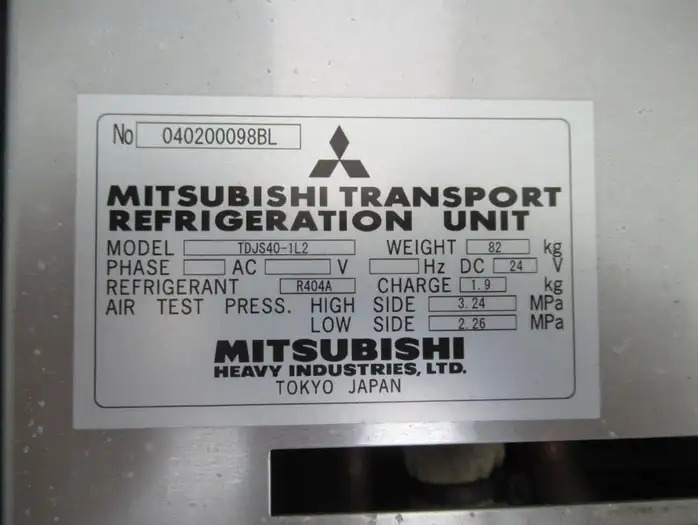 No 040200098BL
MITSUBISHI TRANSPORT
REFRIGERATION UNIT
MODEL TDJS40-1L2 WEIGHT 82 kg
PHASE AC V Hz DC 24 V
REFRIGERANT R404A CHARGE 1.9 kg
AIR TEST PRESS. HIGH SIDE 3.24 MPa
LOW SIDE 2.26 MPa
MITSUBISHI
HEAVY INDUSTRIES, LTD.
TOKYO JAPAN